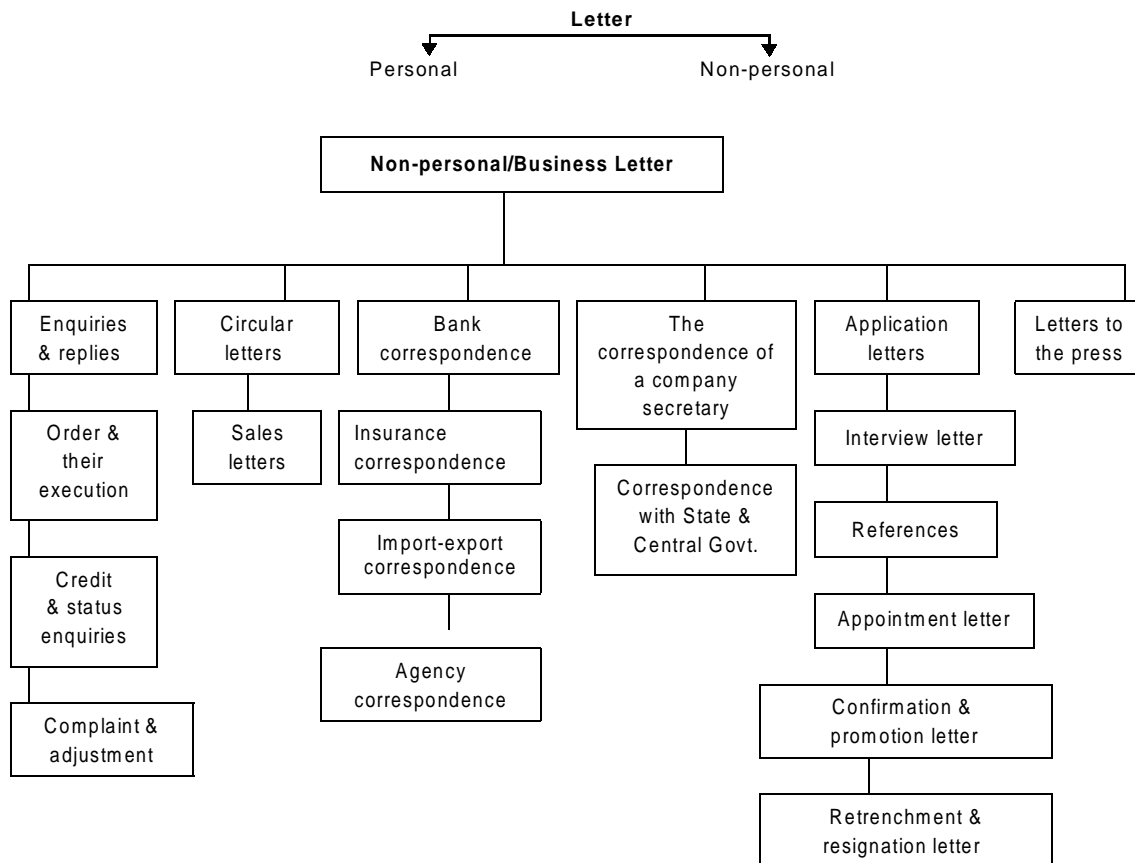 Letter
Personal
Non-personal
Non-personal/Business Letter
Enquiries
& replies
Circular
letters
Bank
correspondence
The
correspondence of
a company
secretary
Application
letters
Letters to
the press
Order &
their
execution
Sales
letters
Insurance
correspondence
Correspondence
with State &
Central Govt.
Interview letter
Credit
& status
enquiries
Import-export
correspondence
References
Complaint &
adjustment
Agency
correspondence
Appointment letter
Confirmation &
promotion letter
Retrenchment &
resignation letter